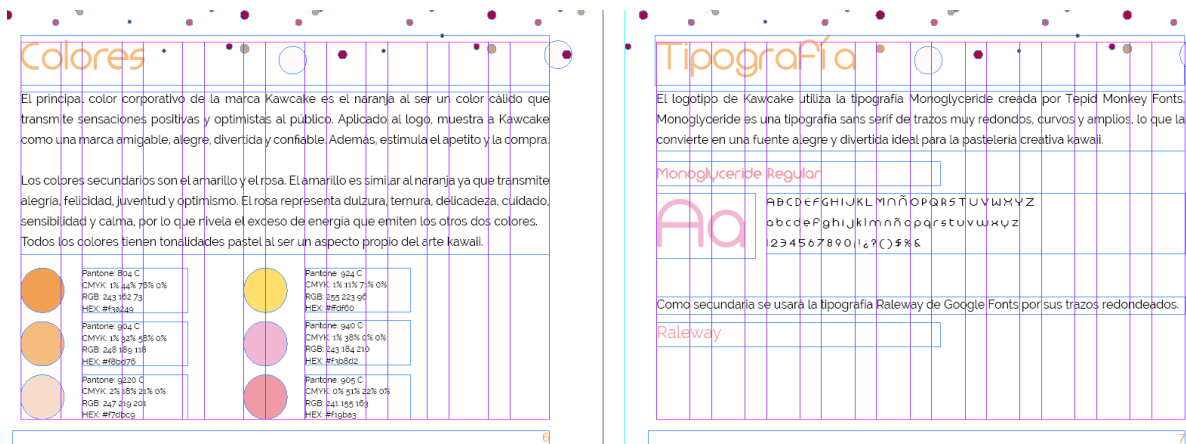 Colores
El principal color corporativo de la marca Kawcake es el naranja al ser un color cálido que
transmite sensaciones positivas y optimistas al público. Aplicado al logo, muestra a Kawcake
como una marca amigable, alegre, divertida y confiable. Además, estimula el apetito y la compra.
Los colores secundarios son el amarillo y el rosa. El amarillo es similar al naranja ya que transmite
alegría, felicidad, juventud y optimismo. El rosa representa dulzura, ternura, delicadeza, cuidado,
sensibilidad y calma, por lo que nivela el exceso de energía que emiten los otros dos colores.
Todos los colores tienen tonalidades pastel al ser un aspecto propio del arte kawaii.
Pantone: 804 C
CMYK: 1% 44% 76% 0%
RGB: 243 162 73
HEX: #f3a249
Pantone: 904 C
CMYK: 1% 32% 58% 0%
RGB: 248 189 118
HEX: #f8bd76
Pantone: 9220 C
CMYK: 2% 18% 21% 0%
RGB: 247 219 201
HEX: #f7dbc9
Pantone: 924 C
CMYK: 1% 11% 71% 0%
RGB: 255 223 96
HEX: #ffdf60
Pantone: 940 C
CMYK: 1% 38% 0% 0%
RGB: 243 184 210
HEX: #f3b8d2
Pantone: 905 C
CMYK: 0% 51% 22% 0%
RGB: 241 155 163
HEX: #f19ba3
6
Tipografía
El logotipo de Kawcake utiliza la tipografía Monoglyceride creada por Tepid Monkey Fonts.
Monoglyceride es una tipografía sans serif de trazos muy redondos, curvos y amplios, lo que la
convierte en una fuente alegre y divertida ideal para la pastelería creativa kawaii.
Monoglyceride Regular
Aa
ABCDEFGHIJKLMNÑOPQRSTUVWXYZ
abcdefghijklmnñopqrstuvwxyz
1234567890¡!¿?()$%&
Como secundaria se usará la tipografía Raleway de Google Fonts por sus trazos redondeados.
Raleway
7